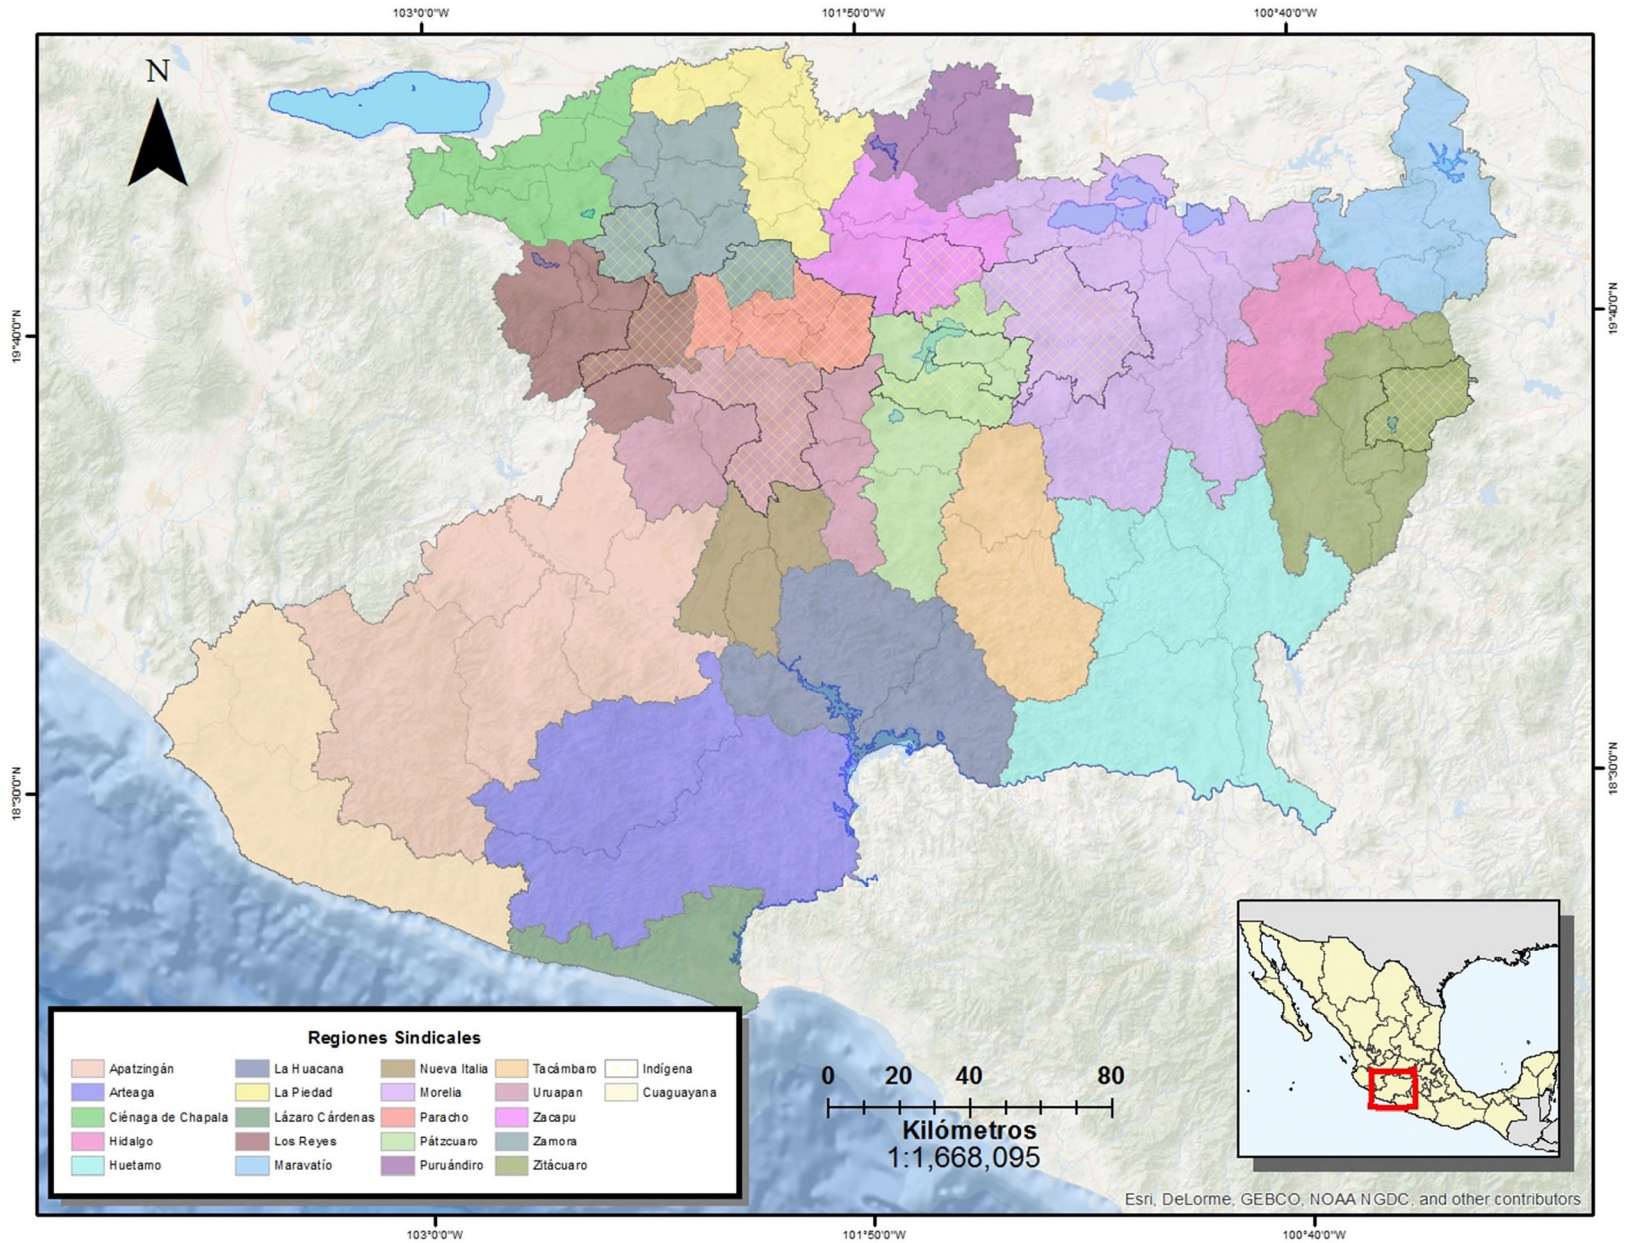 103°0'0"W 101°50'0"W 100°40'0"W
N
19°40'0"N 19°40'0"N
18°30'0"N 18°30'0"N
Regiones Sindicales
Apatzingán La Huacana Nueva Italia Tacámbaro Indígena
Arteaga La Piedad Morelia Uruapan Cuaguayana
Ciénaga de Chapala Lázaro Cárdenas Paracho Zacapu
Hidalgo Los Reyes Pátzcuaro Zamora
Huetamo Maravatío Puruándiro Zitácuaro
0 20 40 80
Kilómetros
1:1,668,095
Esri, DeLorme, GEBCO, NOAA NGDC, and other contributors
103°0'0"W 101°50'0"W 100°40'0"W